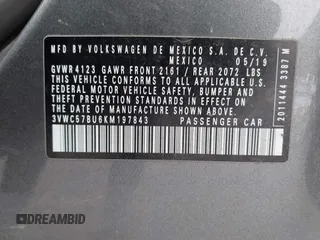 MFD BY VOLKSWAGEN DE MEXICO S.A. DE C.V.
MEXICO 05/19
GVWR 4123 GAWR FRONT 2161 / REAR 2072 LBS
THIS VEHICLE CONFORMS TO ALL APPLICABLE U.S.
FEDERAL MOTOR VEHICLE SAFETY, BUMPER AND
THEFT PREVENTION STANDARDS IN EFFECT ON THE
DATE OF MANUFACTURE SHOWN ABOVE.
3VWC57BU6KM197843
PASSENGER CAR
2011444 3387 M
DREAMBID